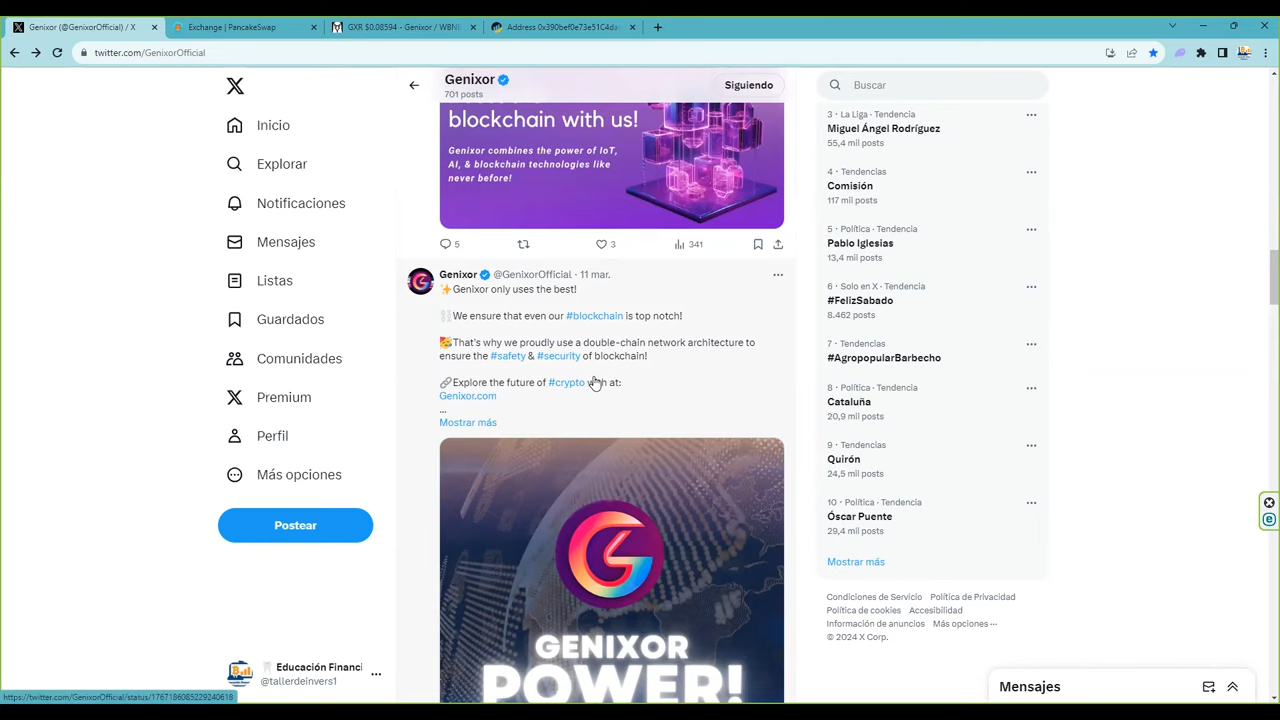 Genixor (@GenixorOfficial) / X
Exchange | PancakeSwap
GXR $0.08594 - Genixor / WBN
Address 0x390bef0e73e51C4da
twitter.com/GenixorOfficial
Genixor
701 posts
Siguiendo
Buscar
Inicio
Explorar
Notificaciones
Mensajes
Listas
Guardados
Comunidades
Premium
Perfil
Más opciones
Postear
Educación Financi
@tallerdeinvers1
blockchain with us!
Genixor combines the power of IoT,
AI, & blockchain technologies like
never before!
5
3
341
Genixor @GenixorOfficial · 11 mar.
✨Genixor only uses the best!
⛓️We ensure that even our #blockchain is top notch!
🥳That's why we proudly use a double-chain network architecture to
ensure the #safety & #security of blockchain!
🔗Explore the future of #crypto with at:
Genixor.com
...
Mostrar más
GENIXOR
POWER!
3 · La Liga · Tendencia
Miguel Ángel Rodríguez
55,4 mil posts
4 · Tendencias
Comisión
117 mil posts
5 · Política · Tendencia
Pablo Iglesias
13,4 mil posts
6 · Solo en X · Tendencia
#FelizSabado
8.462 posts
7 · Tendencia
#AgropopularBarbecho
8 · Política · Tendencia
Cataluña
20,9 mil posts
9 · Tendencias
Quirón
24,5 mil posts
10 · Política · Tendencia
Óscar Puente
29,4 mil posts
Mostrar más
Condiciones de Servicio Política de Privacidad
Política de cookies Accesibilidad
Información de anuncios Más opciones ···
© 2024 X Corp.
Mensajes
https://twitter.com/GenixorOfficial/status/1767186085229240618